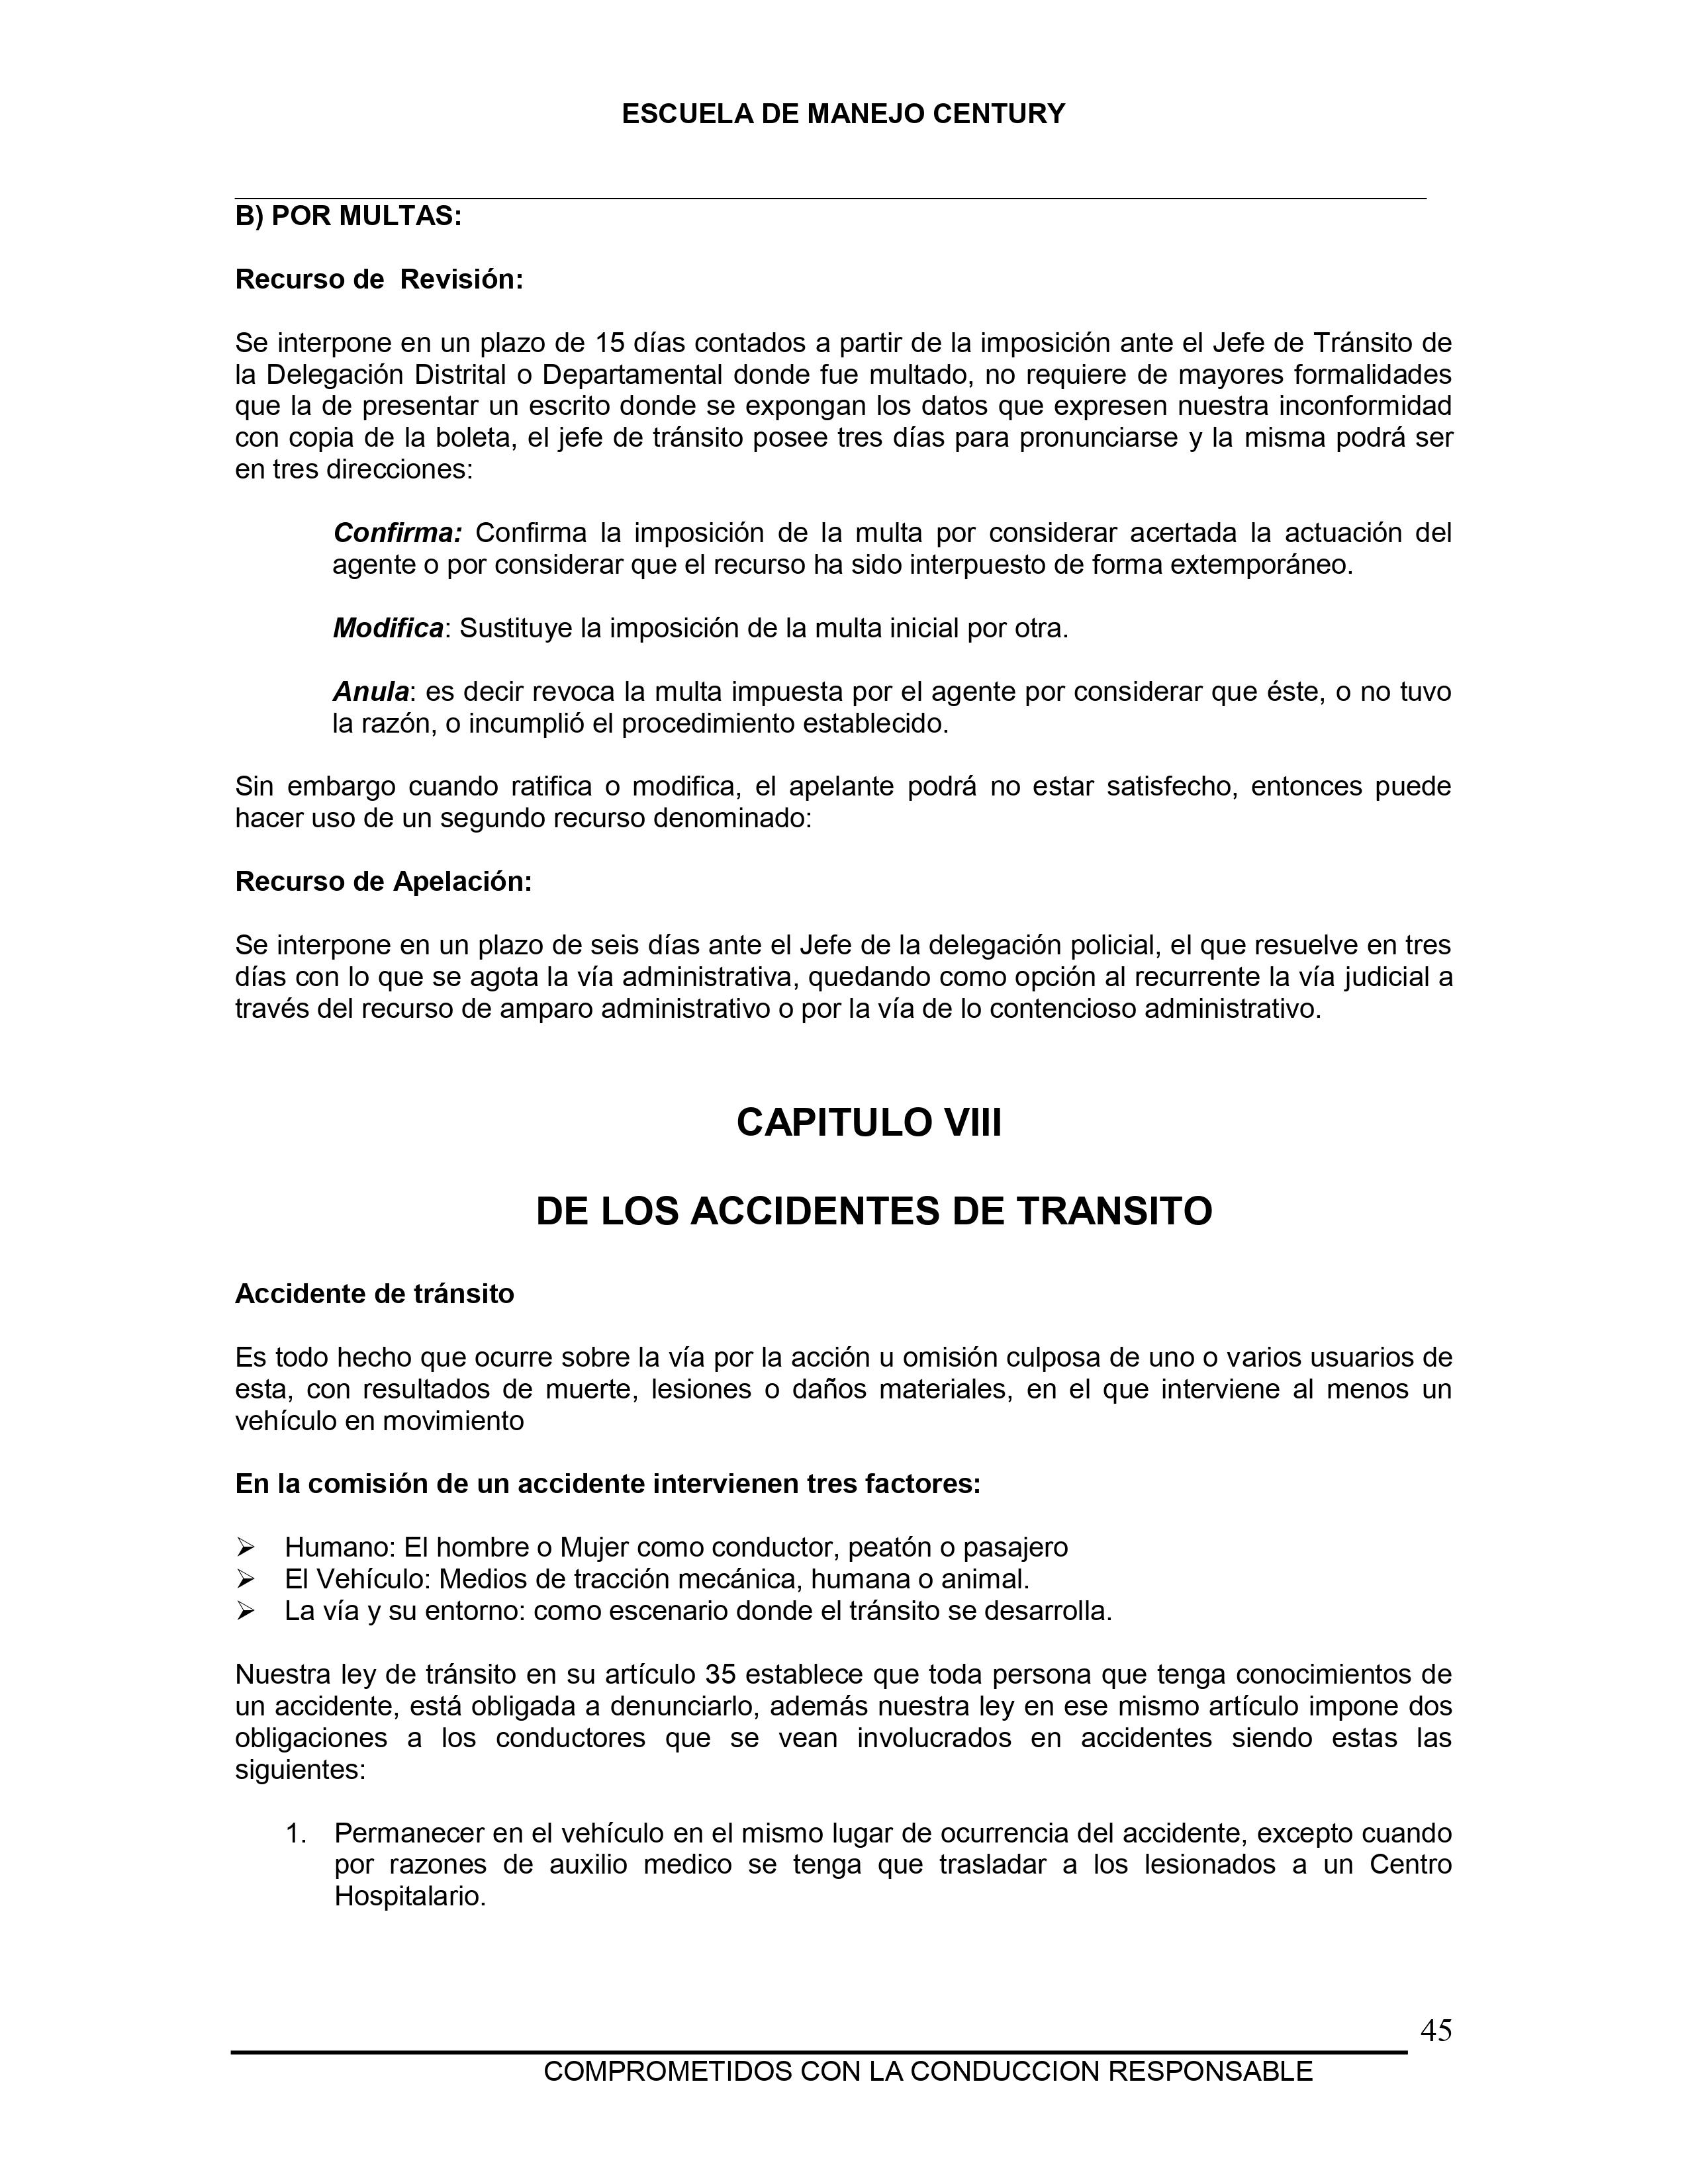 ESCUELA DE MANEJO CENTURY
B) POR MULTAS:
Recurso de  Revisión:
Se interpone en un plazo de 15 días contados a partir de la imposición ante el Jefe de Tránsito de
la Delegación Distrital o Departamental donde fue multado, no requiere de mayores formalidades
que la de presentar un escrito donde se expongan los datos que expresen nuestra inconformidad
con copia de la boleta, el jefe de tránsito posee tres días para pronunciarse y la misma podrá ser
en tres direcciones:
Confirma: Confirma la imposición de la multa por considerar acertada la actuación del
agente o por considerar que el recurso ha sido interpuesto de forma extemporáneo.
Modifica: Sustituye la imposición de la multa inicial por otra.
Anula: es decir revoca la multa impuesta por el agente por considerar que éste, o no tuvo
la razón, o incumplió el procedimiento establecido.
Sin embargo cuando ratifica o modifica, el apelante podrá no estar satisfecho, entonces puede
hacer uso de un segundo recurso denominado:
Recurso de Apelación:
Se interpone en un plazo de seis días ante el Jefe de la delegación policial, el que resuelve en tres
días con lo que se agota la vía administrativa, quedando como opción al recurrente la vía judicial a
través del recurso de amparo administrativo o por la vía de lo contencioso administrativo.
CAPITULO VIII
DE LOS ACCIDENTES DE TRANSITO
Accidente de tránsito
Es todo hecho que ocurre sobre la vía por la acción u omisión culposa de uno o varios usuarios de
esta, con resultados de muerte, lesiones o daños materiales, en el que interviene al menos un
vehículo en movimiento
En la comisión de un accidente intervienen tres factores:
➢ Humano: El hombre o Mujer como conductor, peatón o pasajero
➢ El Vehículo: Medios de tracción mecánica, humana o animal.
➢ La vía y su entorno: como escenario donde el tránsito se desarrolla.
Nuestra ley de tránsito en su artículo 35 establece que toda persona que tenga conocimientos de
un accidente, está obligada a denunciarlo, además nuestra ley en ese mismo artículo impone dos
obligaciones a los conductores que se vean involucrados en accidentes siendo estas las
siguientes:
1. Permanecer en el vehículo en el mismo lugar de ocurrencia del accidente, excepto cuando
por razones de auxilio medico se tenga que trasladar a los lesionados a un Centro
Hospitalario.
45
COMPROMETIDOS CON LA CONDUCCION RESPONSABLE